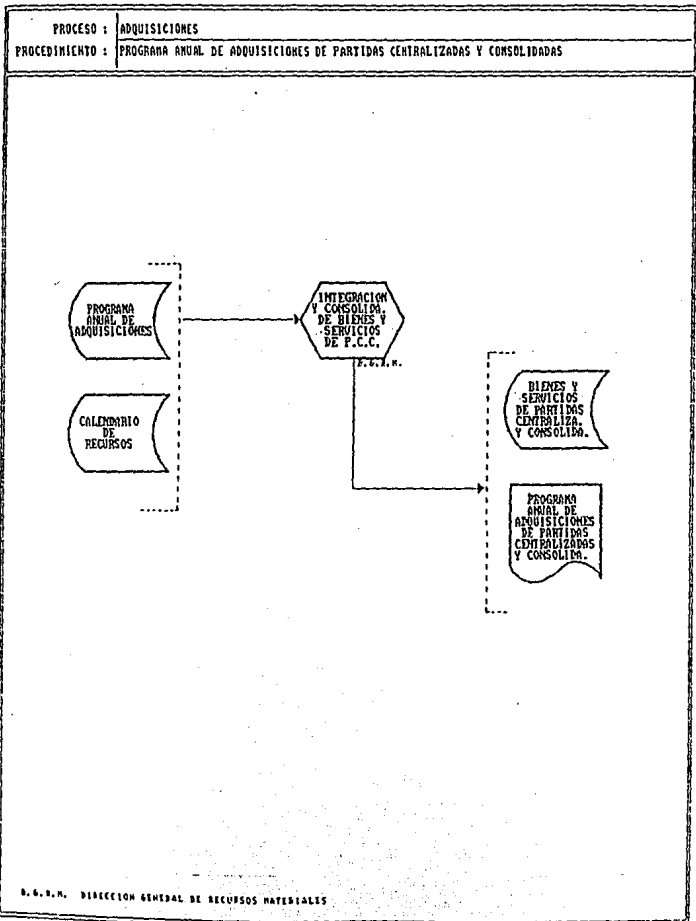 PROCESO : ADQUISICIONES
PROCEDIMIENTO : PROGRAMA ANUAL DE ADQUISICIONES DE PARTIDAS CENTRALIZADAS Y CONSOLIDADAS
PROGRAMA
ANUAL DE
ADQUISICIONES
CALENDARIO
DE
RECURSOS
INTEGRACION
Y CONSOLIDA.
DE BIENES Y
SERVICIOS
DE P.C.C.
D.G.R.M.
BIENES Y
SERVICIOS
DE PARTIDAS
CENTRALIZA.
Y CONSOLIDA.
PROGRAMA
ANUAL DE
ADQUISICIONES
DE PARTIDAS
CENTRALIZADAS
Y CONSOLIDA.
D.G.R.M. DIRECCION GENERAL DE RECURSOS MATERIALES